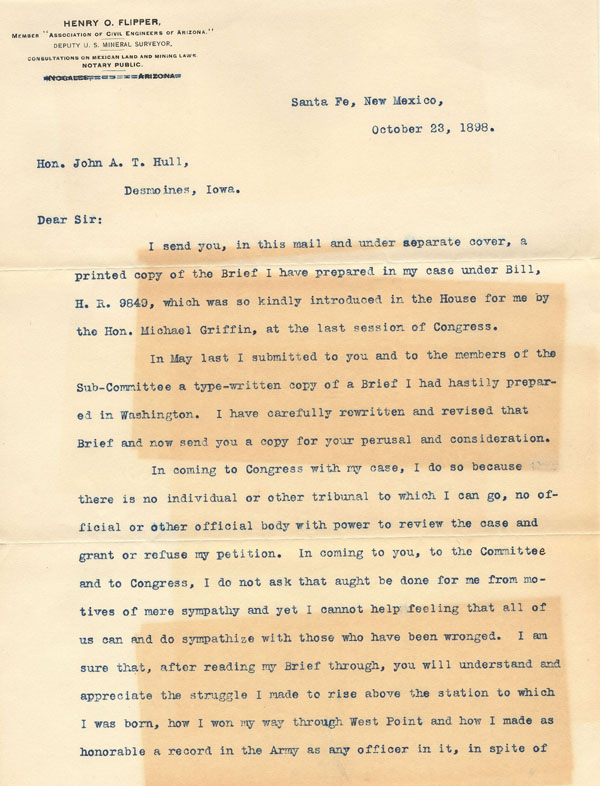 HENRY O. FLIPPER,
MEMBER "ASSOCIATION OF CIVIL ENGINEERS OF ARIZONA."
DEPUTY U. S. MINERAL SURVEYOR,
CONSULTATIONS ON MEXICAN LAND AND MINING LAWS.
NOTARY PUBLIC.
NOGALES, ARIZONA.
Santa Fe, New Mexico,
October 23, 1898.
Hon. John A. T. Hull,
Desmoines, Iowa.
Dear Sir:
I send you, in this mail and under separate cover, a
printed copy of the Brief I have prepared in my case under Bill,
H. R. 9849, which was so kindly introduced in the House for me by
the Hon. Michael Griffin, at the last session of Congress.
In May last I submitted to you and to the members of the
Sub-Committee a type-written copy of a Brief I had hastily prepar-
ed in Washington. I have carefully rewritten and revised that
Brief and now send you a copy for your perusal and consideration.
In coming to Congress with my case, I do so because
there is no individual or other tribunal to which I can go, no of-
ficial or other official body with power to review the case and
grant or refuse my petition. In coming to you, to the Committee
and to Congress, I do not ask that aught be done for me from mo-
tives of mere sympathy and yet I cannot help feeling that all of
us can and do sympathize with those who have been wronged. I am
sure that, after reading my Brief through, you will understand and
appreciate the struggle I made to rise above the station to which
I was born, how I won my way through West Point and how I made as
honorable a record in the Army as any officer in it, in spite of